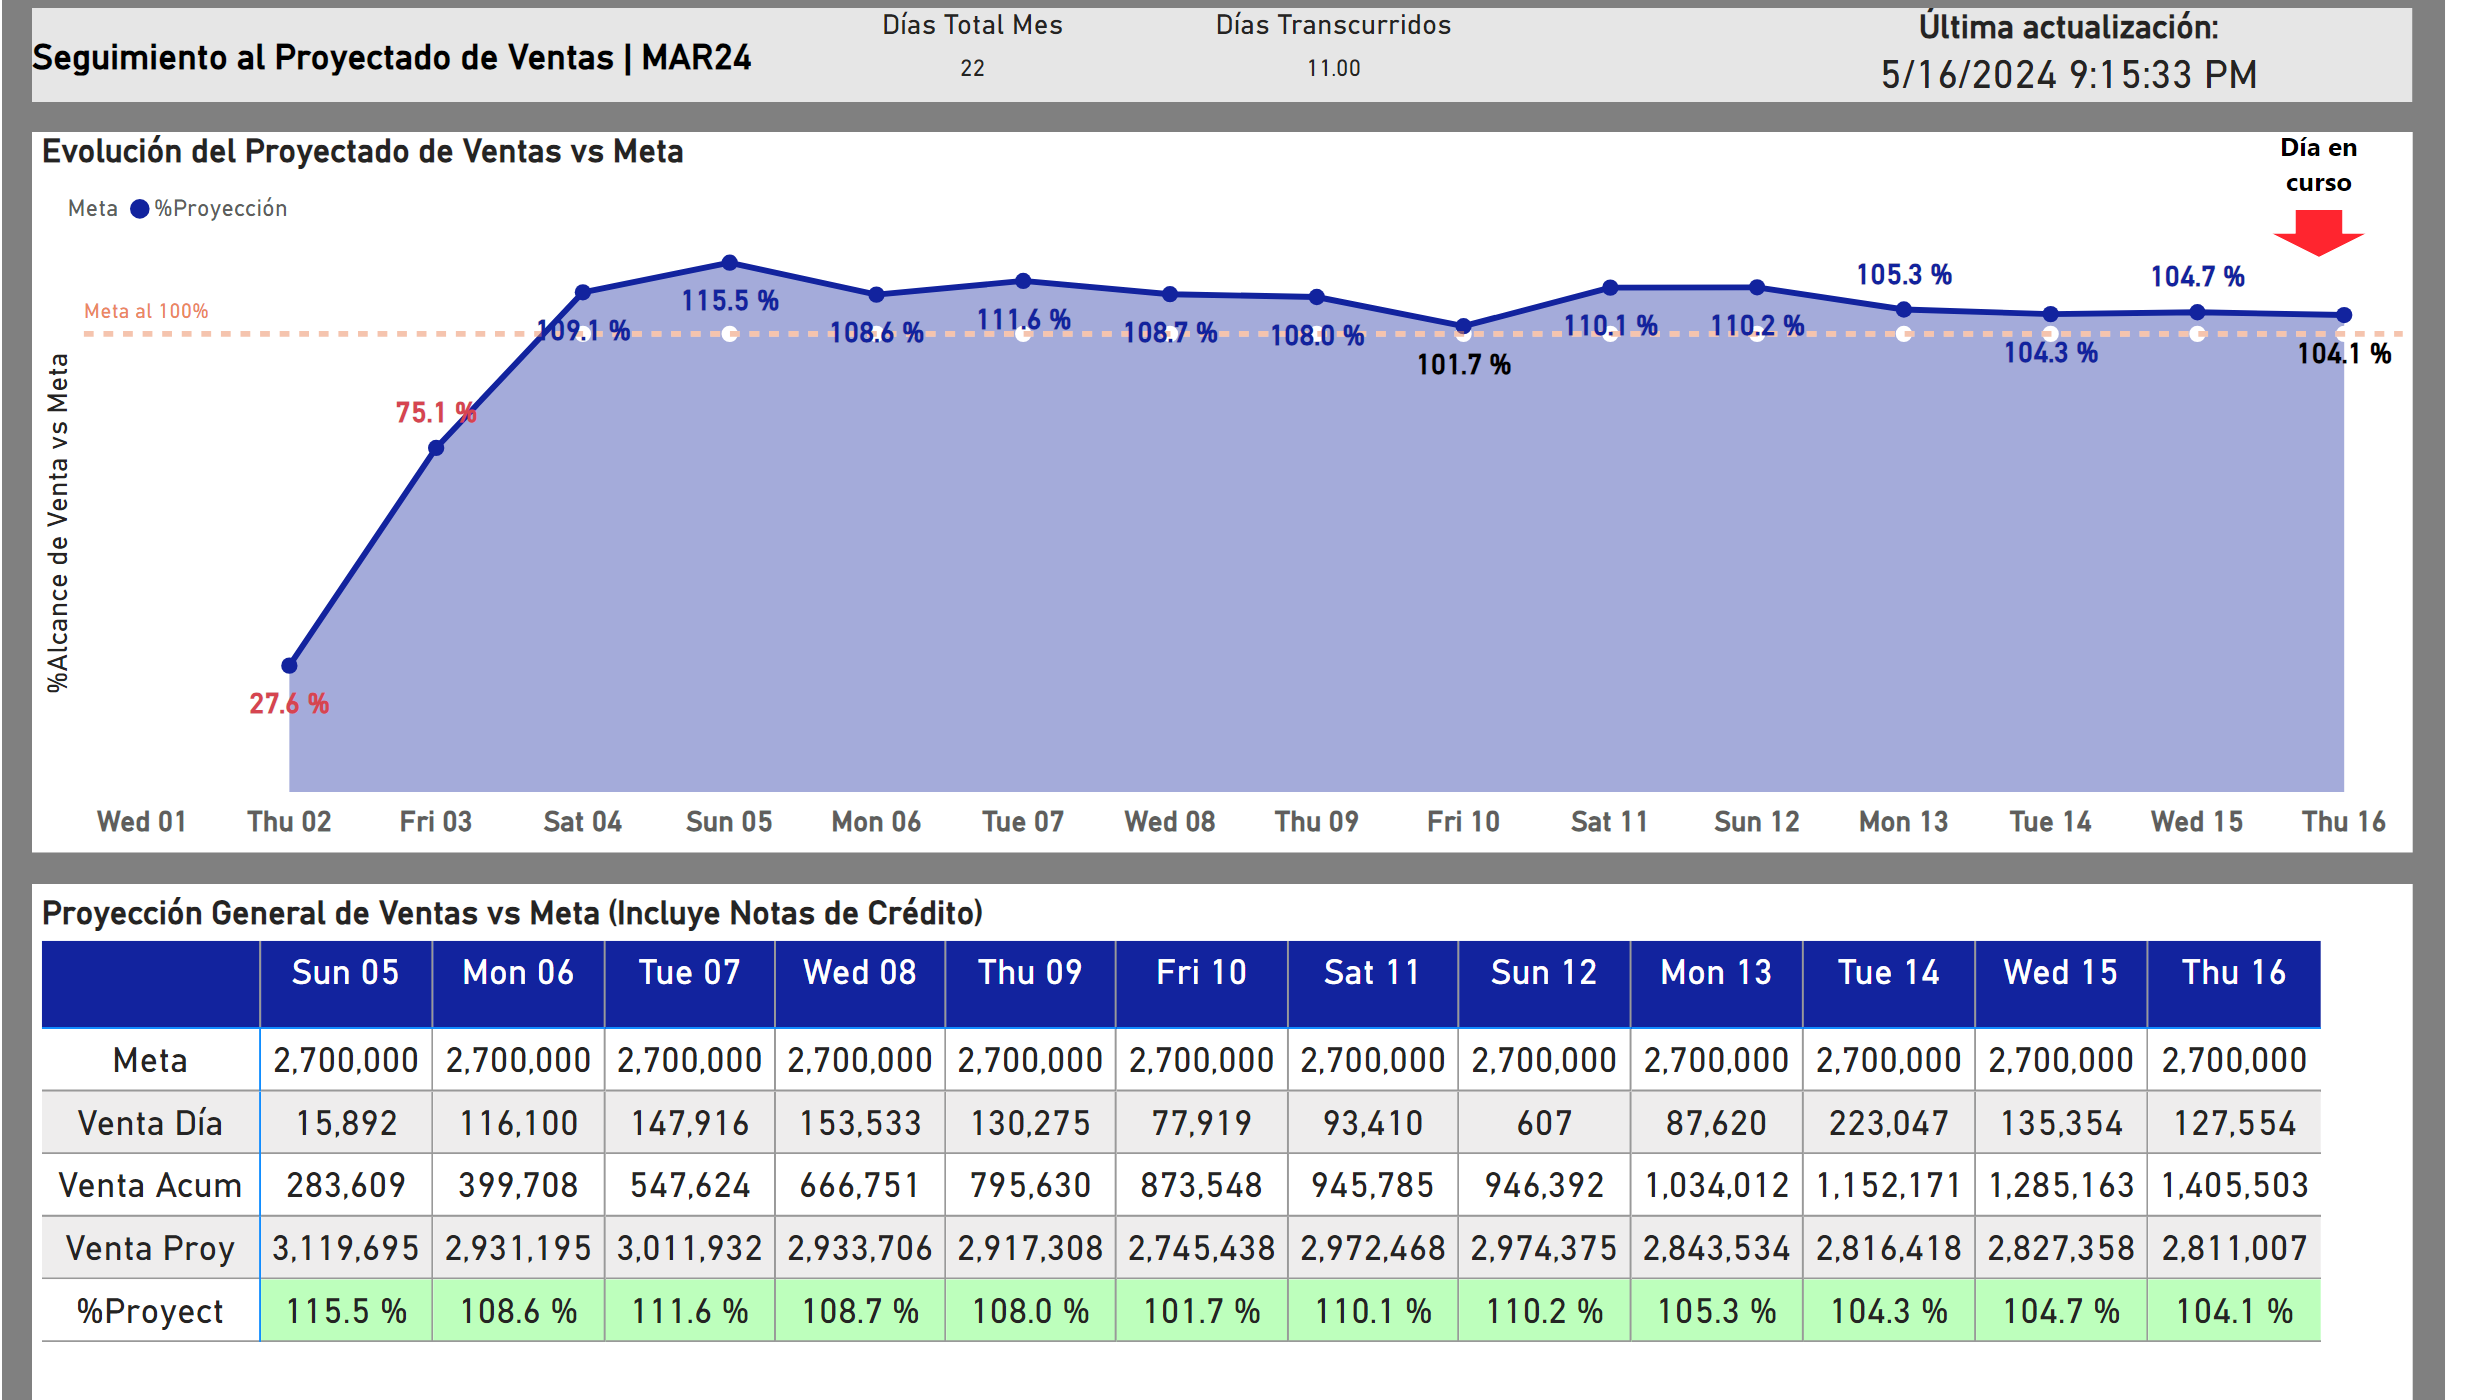 Seguimiento al Proyectado de Ventas | MAR24
Días Total Mes
22
Días Transcurridos
11.00
Última actualización:
5/16/2024 9:15:33 PM
Evolución del Proyectado de Ventas vs Meta
Día en
curso
Meta %Proyección
Meta al 100%
%Alcance de Venta vs Meta
27.6 %
75.1 %
109.1 %
115.5 %
108.6 %
111.6 %
108.7 %
108.0 %
101.7 %
110.1 %
110.2 %
105.3 %
104.3 %
104.7 %
104.1 %
Wed 01 Thu 02 Fri 03 Sat 04 Sun 05 Mon 06 Tue 07 Wed 08 Thu 09 Fri 10 Sat 11 Sun 12 Mon 13 Tue 14 Wed 15 Thu 16
Proyección General de Ventas vs Meta (Incluye Notas de Crédito)
Sun 05 Mon 06 Tue 07 Wed 08 Thu 09 Fri 10 Sat 11 Sun 12 Mon 13 Tue 14 Wed 15 Thu 16
Meta 2,700,000 2,700,000 2,700,000 2,700,000 2,700,000 2,700,000 2,700,000 2,700,000 2,700,000 2,700,000 2,700,000 2,700,000
Venta Día 15,892 116,100 147,916 153,533 130,275 77,919 93,410 607 87,620 223,047 135,354 127,554
Venta Acum 283,609 399,708 547,624 666,751 795,630 873,548 945,785 946,392 1,034,012 1,152,171 1,285,163 1,405,503
Venta Proy 3,119,695 2,931,195 3,011,932 2,933,706 2,917,308 2,745,438 2,972,468 2,974,375 2,843,534 2,816,418 2,827,358 2,811,007
%Proyect 115.5 % 108.6 % 111.6 % 108.7 % 108.0 % 101.7 % 110.1 % 110.2 % 105.3 % 104.3 % 104.7 % 104.1 %